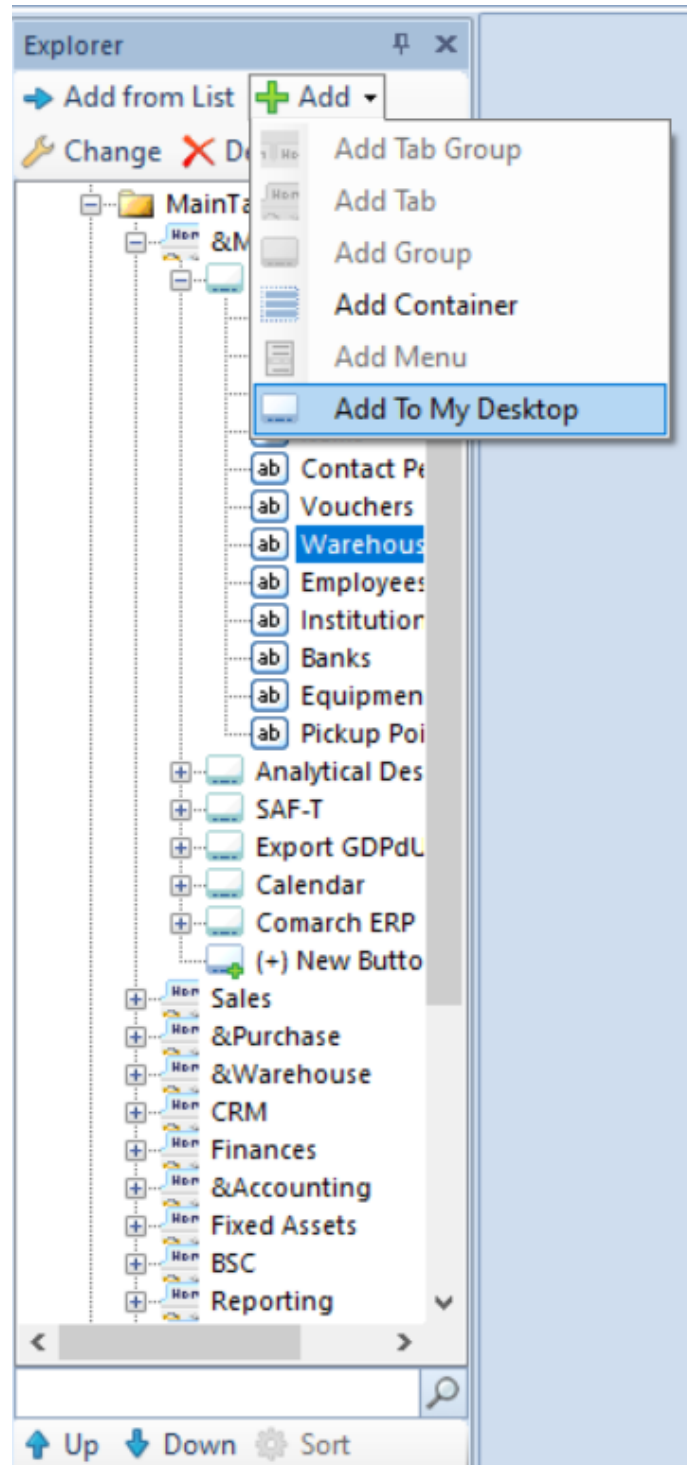 Explorer
Add from List Add
Change De
Add Tab Group
Add Tab
Add Group
Add Container
Add Menu
Add To My Desktop
MainTa
&M
Contact Pe
Vouchers
Warehous
Employees
Institution
Banks
Equipmen
Pickup Poi
Analytical Des
SAF-T
Export GDPdU
Calendar
Comarch ERP
(+) New Butto
Sales
&Purchase
&Warehouse
CRM
Finances
&Accounting
Fixed Assets
BSC
Reporting
Up Down Sort